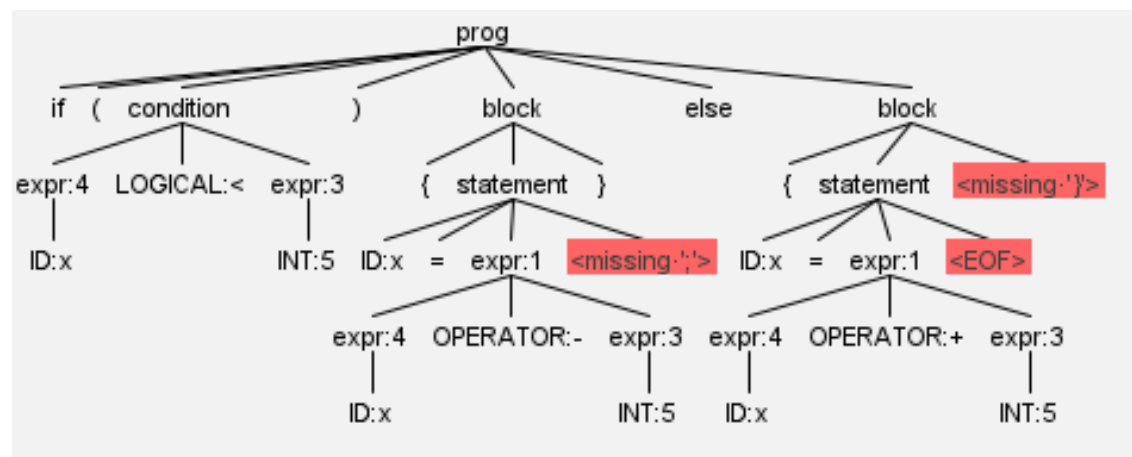 prog
if ( condition ) block else block
expr:4 LOGICAL:< expr:3 { statement } { statement <missing·'}'>
ID:x INT:5 ID:x = expr:1 <missing·';'> ID:x = expr:1 <EOF>
expr:4 OPERATOR:- expr:3 expr:4 OPERATOR:+ expr:3
ID:x INT:5 ID:x INT:5